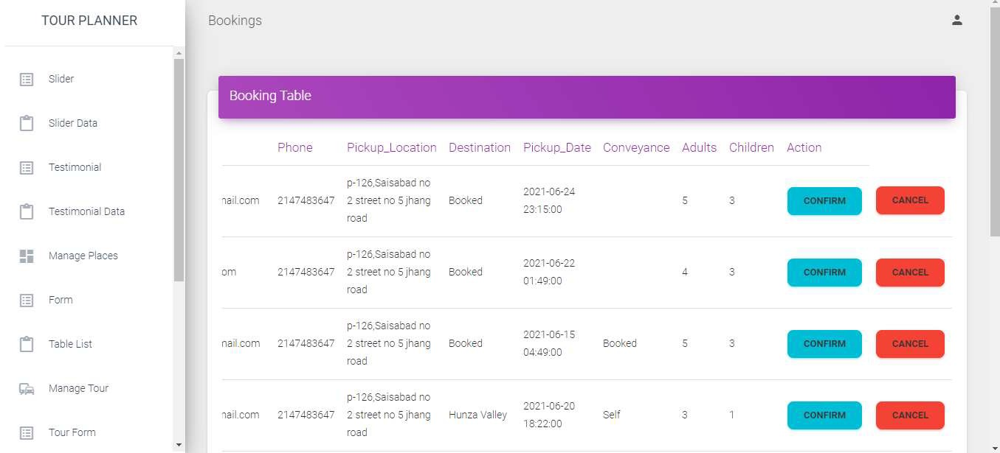 TOUR PLANNER
Slider
Slider Data
Testimonial
Testimonial Data
Manage Places
Form
Table List
Manage Tour
Tour Form
Bookings
Booking Table
Phone Pickup_Location Destination Pickup_Date Conveyance Adults Children Action
nail.com 2147483647 p-126,Saisabad no
2 street no 5 jhang
road
Booked 2021-06-24
23:15:00
5 3 CONFIRM CANCEL
om 2147483647 p-126,Saisabad no
2 street no 5 jhang
road
Booked 2021-06-22
01:49:00
4 3 CONFIRM CANCEL
nail.com 2147483647 p-126,Saisabad no
2 street no 5 jhang
road
Booked 2021-06-15
04:49:00
Booked 5 3 CONFIRM CANCEL
nail.com 2147483647 p-126,Saisabad no
2 street no 5 jhang
road
Hunza Valley 2021-06-20
18:22:00
Self 3 1 CONFIRM CANCEL